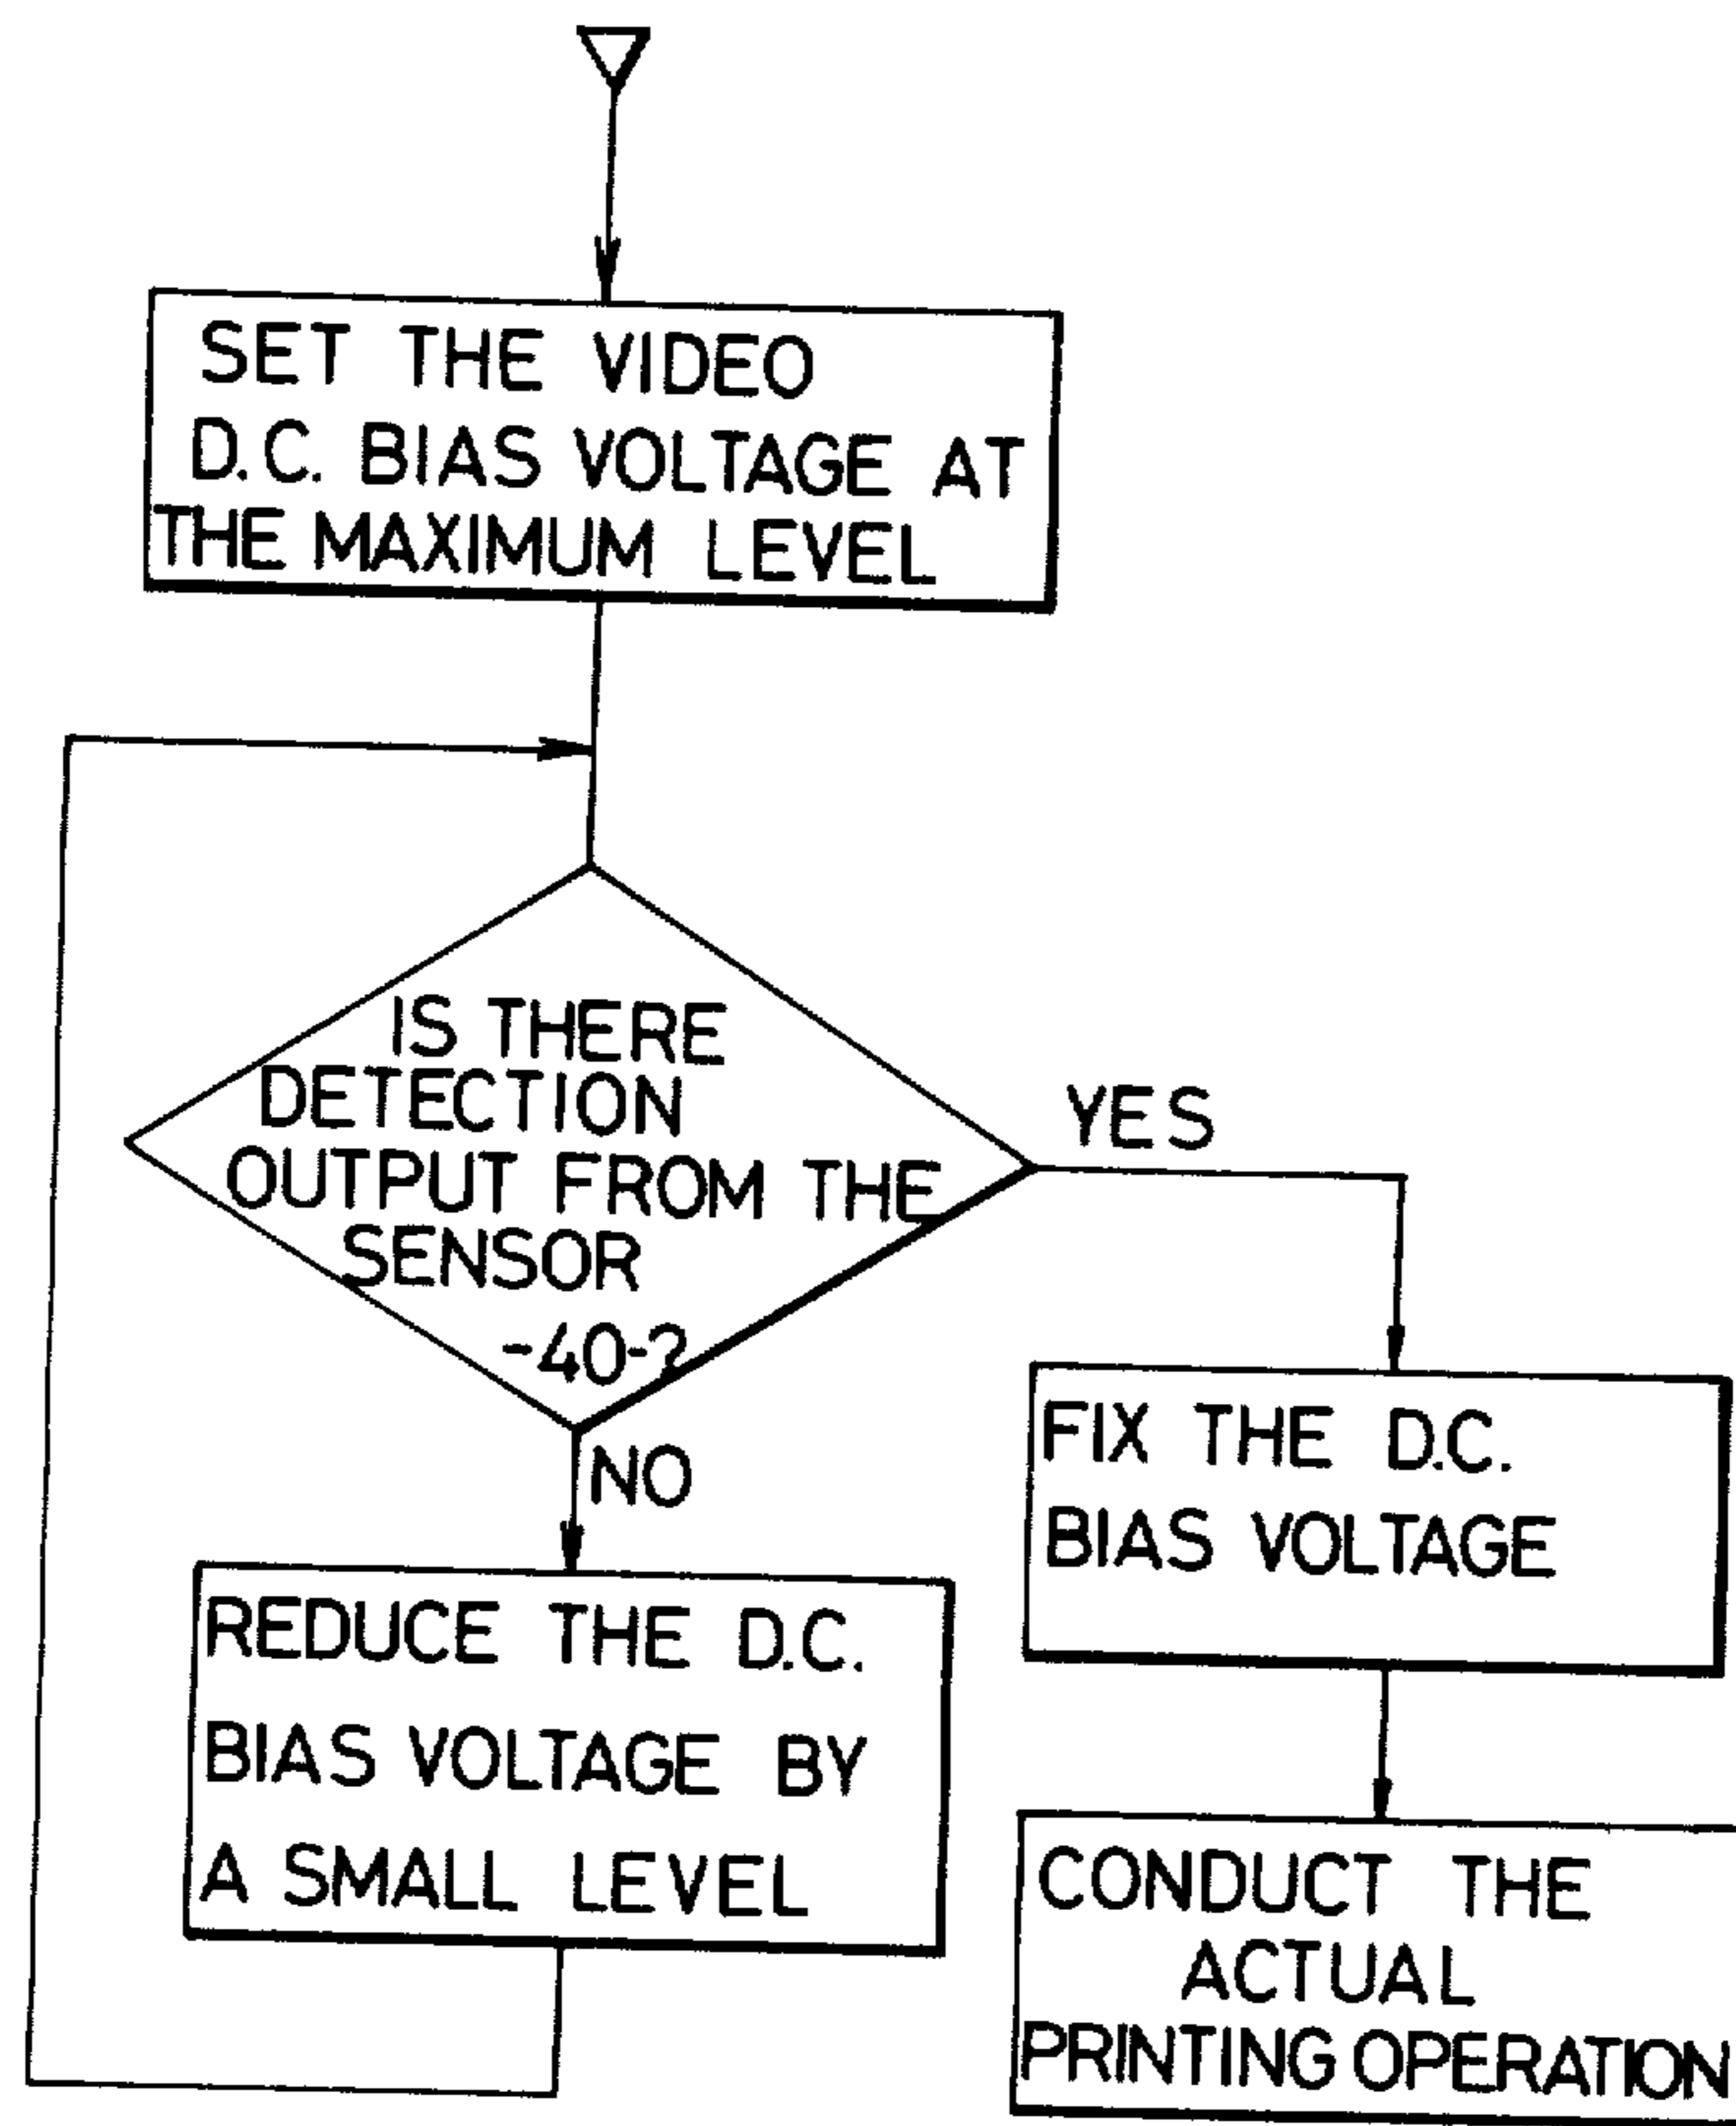 SET THE VIDEO
D.C. BIAS VOLTAGE AT
THE MAXIMUM LEVEL
IS THERE
DETECTION
OUTPUT FROM THE
SENSOR
-40-?
YES
NO
FIX THE D.C.
BIAS VOLTAGE
REDUCE THE D.C.
BIAS VOLTAGE BY
A SMALL LEVEL
CONDUCT THE
ACTUAL
PRINTING OPERATION